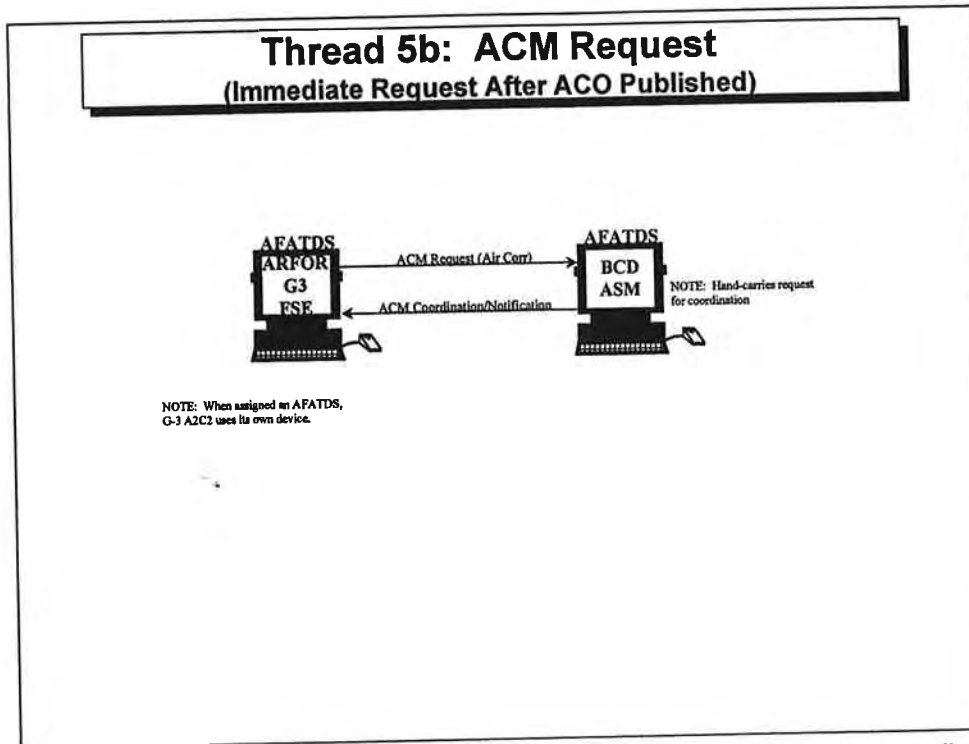 Thread 5b: ACM Request
(Immediate Request After ACO Published)
AFATDS
ARFOR
G3
FSE
ACM Request (Air Corr)
ACM Coordination/Notification
AFATDS
BCD
ASM
NOTE: Hand-carries request
for coordination
NOTE: When assigned an AFATDS,
G-3 A2C2 uses its own device.